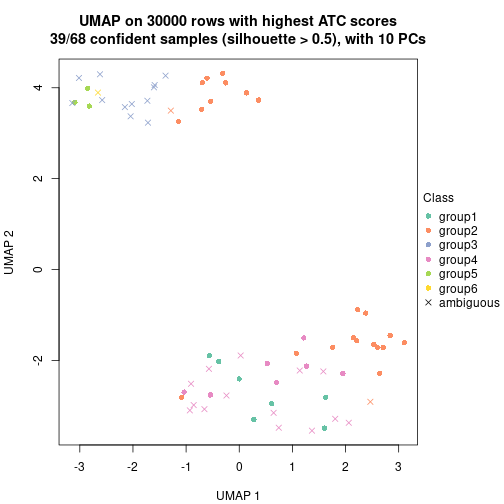 UMAP on 30000 rows with highest ATC scores
39/68 confident samples (silhouette > 0.5), with 10 PCs
4
2
0
-2
UMAP 2
-3
-2
-1
0
1
2
3
UMAP 1
Class
group1
group2
group3
group4
group5
group6
ambiguous